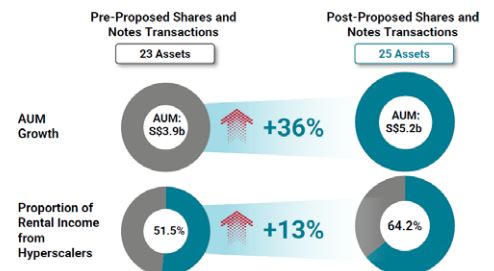 Pre-Proposed Shares and
Notes Transactions
23 Assets
Post-Proposed Shares and
Notes Transactions
25 Assets
AUM
Growth
AUM:
S$3.9b
+36%
AUM:
S$5.2b
Proportion of
Rental Income
from
Hyperscalers
51.5%
+13%
64.2%